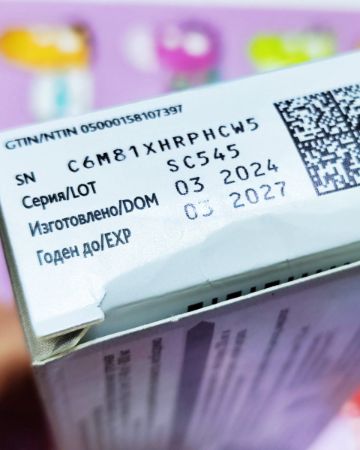 GTIN/NTIN 05000158107397
SN C6M81XHRPHCW5
Серия/LOT SC545
Изготовлено/DOM 03 2024
Годен до/EXP 03 2027